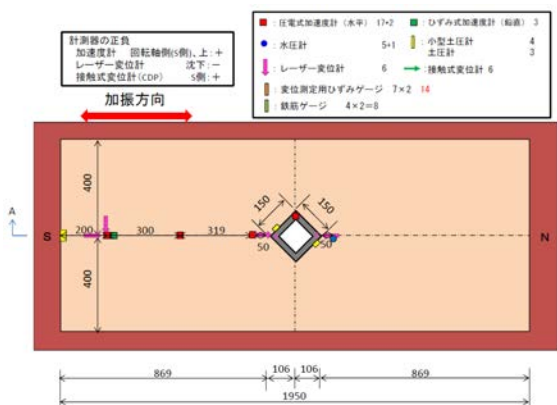 計測器の正負
加速度計 回転軸側(S側)、上：＋
レーザー変位計 沈下：－
接触式変位計(CDP) S側：＋
：圧電式加速度計（水平）17+2
：ひずみ式加速度計（鉛直） 3
：水圧計 5+1
：小型土圧計 4
土圧計 3
：レーザー変位計 6
：接触式変位計 6
：変位測定用ひずみゲージ 7×2 14
：鉄筋ゲージ 4×2＝8
加振方向
400
150
150
A
S
200
300
319
50
50
N
400
869
106
106
869
1950